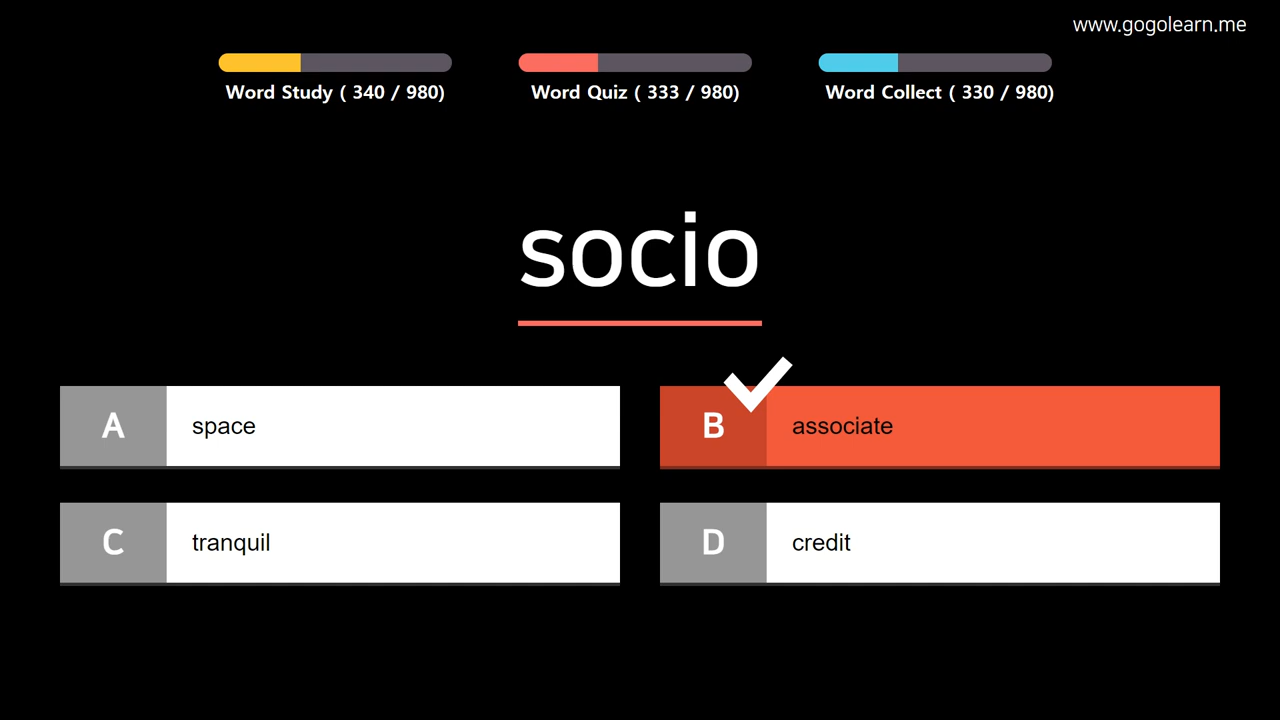 www.gogolearn.me
Word Study ( 340 / 980)
Word Quiz ( 333 / 980)
Word Collect ( 330 / 980)
socio
A
space
B
associate
C
tranquil
D
credit